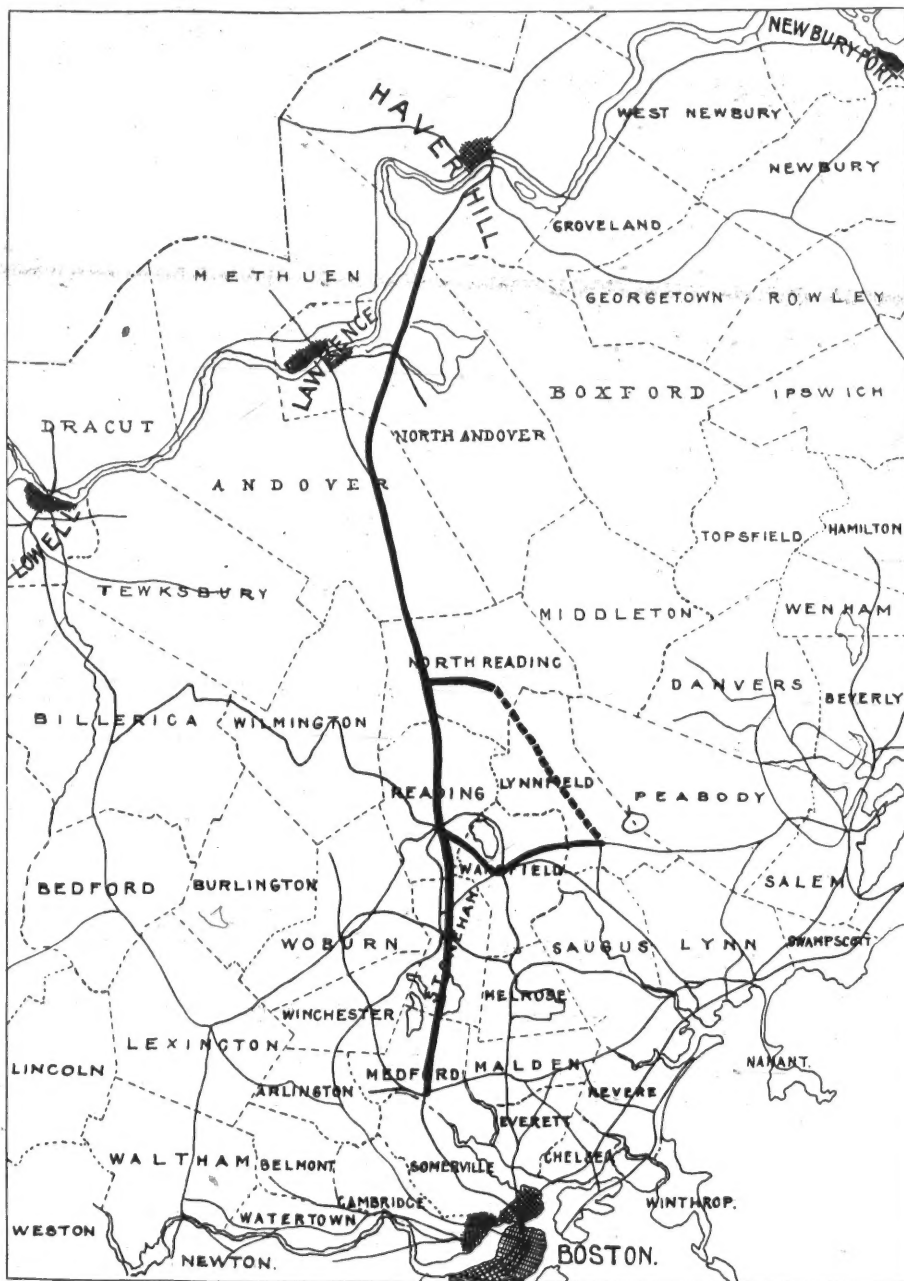 NEWBURYPORT
HAVERHILL
WEST NEWBURY
NEWBURY
GROVELAND
METHUEN
GEORGETOWN
ROWLEY
LAWRENCE
BOXFORD
IPSWICH
DRACUT
NORTH ANDOVER
ANDOVER
LOWELL
TOPSFIELD
HAMILTON
TEWKSBURY
MIDDLETON
WENHAM
NORTH READING
DANVERS
BEVERLY
BILLERICA
WILMINGTON
READING
LYNNFIELD
PEABODY
WAKEFIELD
BEDFORD
BURLINGTON
SALEM
STONEHAM
WOBURN
SAUGUS
LYNN
SWAMPSCOTT
WINCHESTER
MELROSE
LEXINGTON
NAHANT.
LINCOLN
ARLINGTON
MEDFORD
MALDEN
REVERE
EVERETT
WALTHAM
BELMONT
SOMERVILLE
CHELSEA
CAMBRIDGE
WINTHROP.
WESTON
WATERTOWN
NEWTON.
BOSTON.